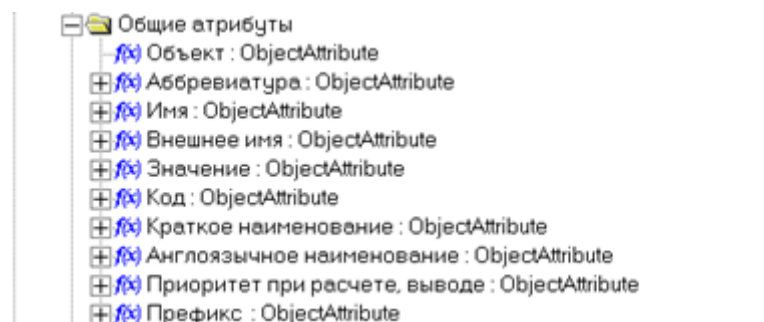 Общие атрибуты
f(x) Объект : ObjectAttribute
f(x) Аббревиатура : ObjectAttribute
f(x) Имя : ObjectAttribute
f(x) Внешнее имя : ObjectAttribute
f(x) Значение : ObjectAttribute
f(x) Код : ObjectAttribute
f(x) Краткое наименование : ObjectAttribute
f(x) Англоязычное наименование : ObjectAttribute
f(x) Приоритет при расчете, выводе : ObjectAttribute
f(x) Префикс : ObjectAttribute